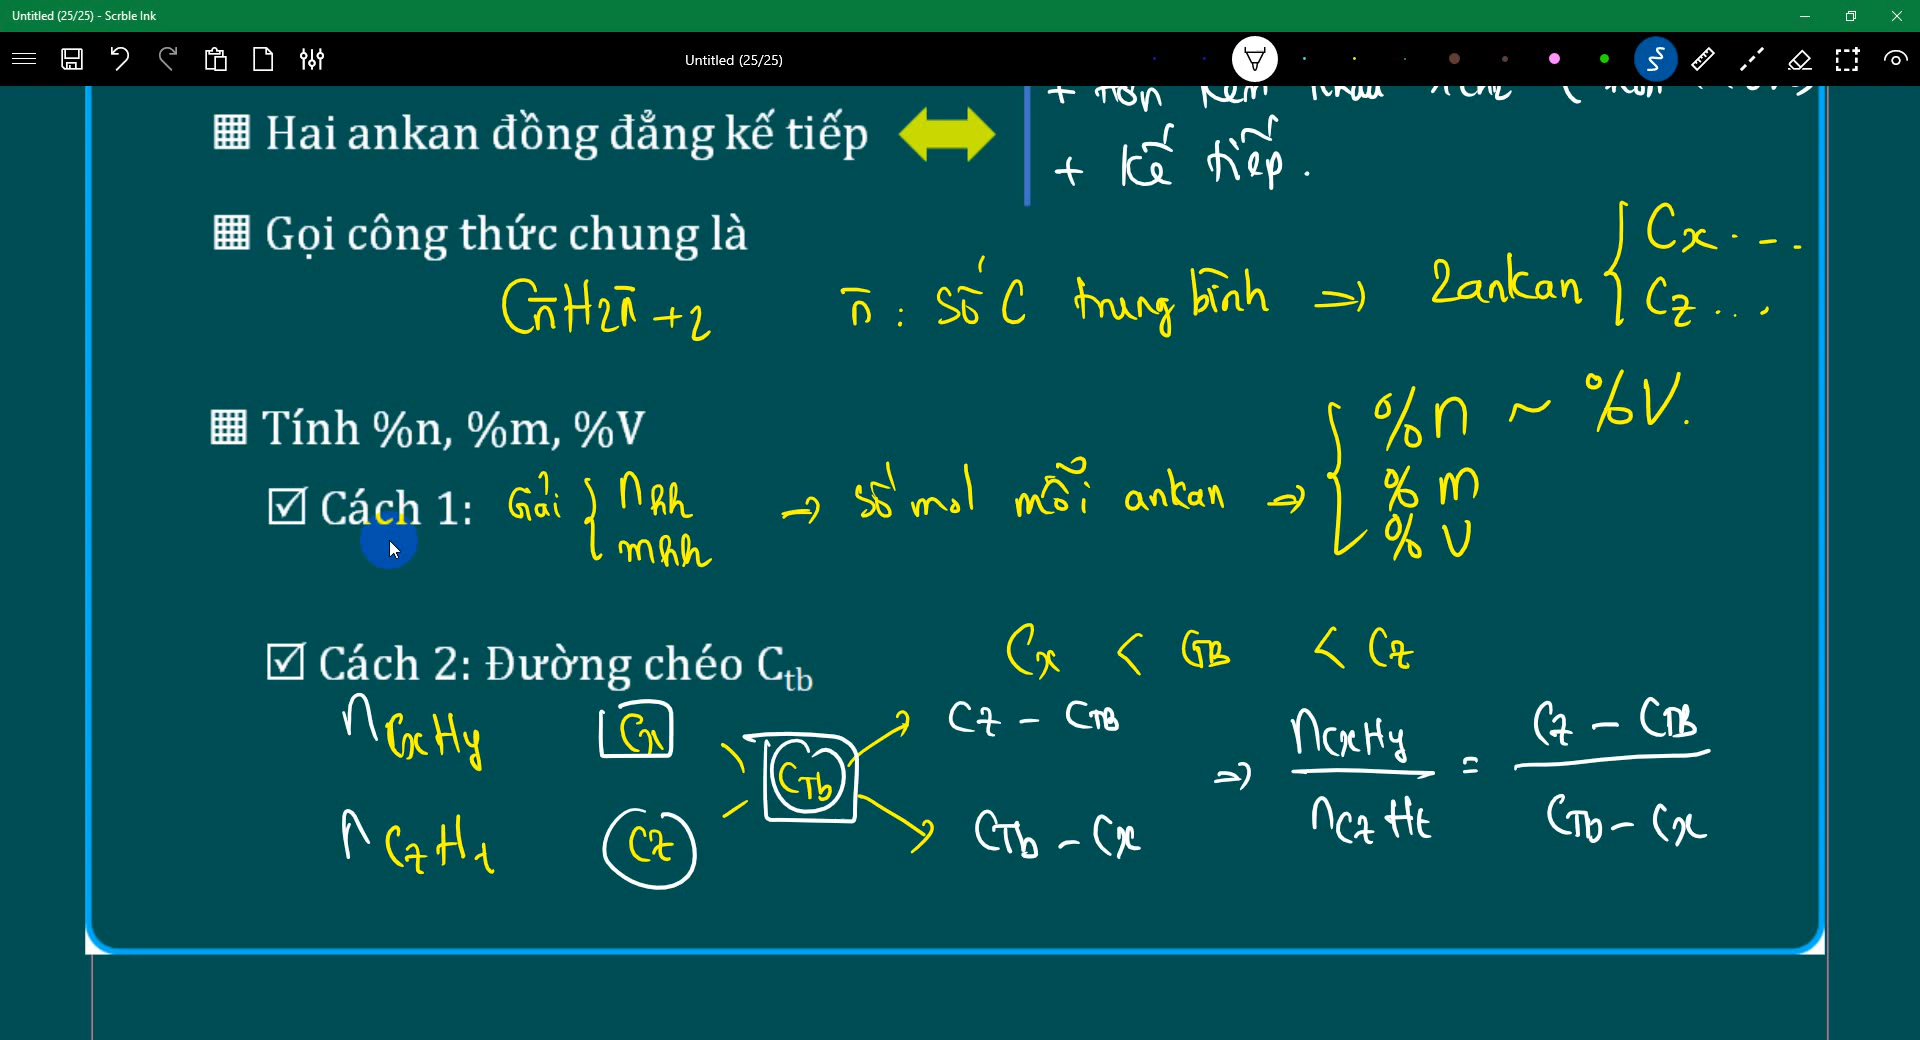 Untitled (25/25) - Scrble Ink
Untitled (25/25)
▦ Hai ankan đồng đẳng kế tiếp
+ kế tiếp.
▦ Gọi công thức chung là
Cn̄H2n̄+2 n̄: số C trung bình ⇒ 2ankan { Cx...
Cz...
▦ Tính %n, %m, %V
%n ~ %V.
☑ Cách 1: Giải { nhh → số mol mỗi ankan ⇒ % m
mhh % V
☑ Cách 2: Đường chéo Ctb Cx < CTB < Cz
nCxHy Cx Cz - CTB
CTb ⇒ nCxHy / nCzHt = Cz - CTB / CTb - Cx
nCzHt Cz CTb - Cx